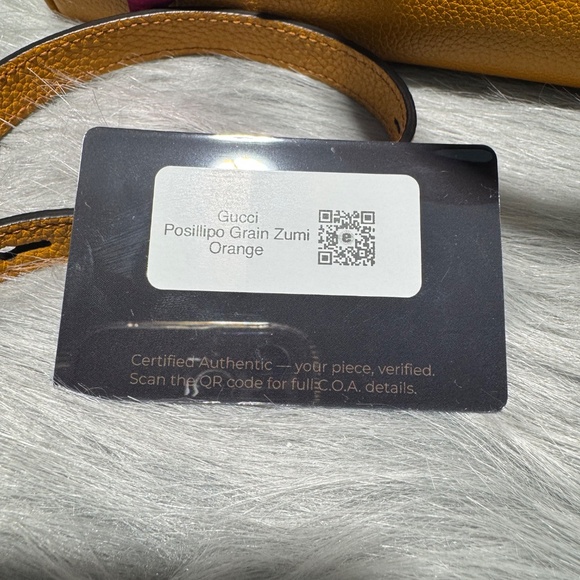 Gucci
Posillipo Grain Zumi
Orange
Certified Authentic — your piece, verified.
Scan the QR code for full C.O.A. details.